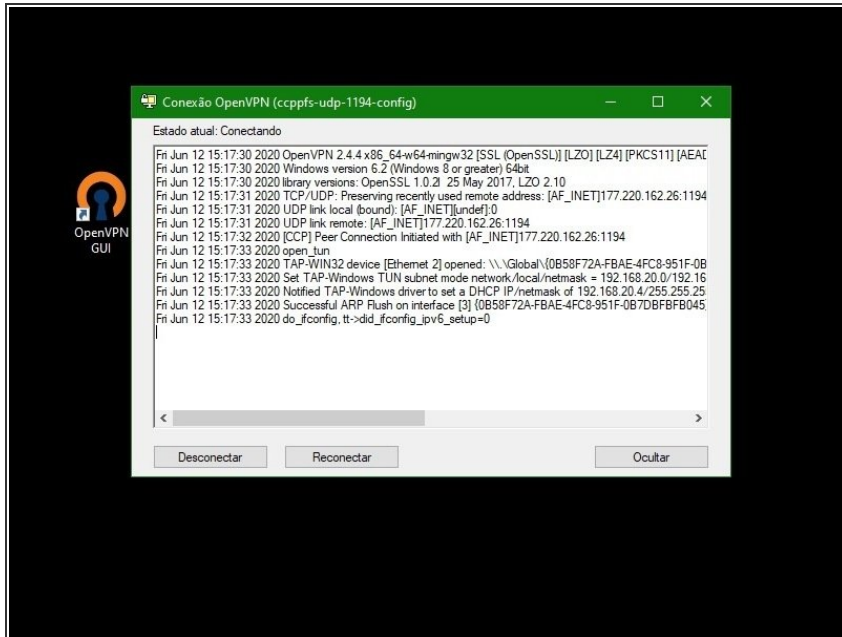 Conexão OpenVPN (ccppfs-udp-1194-config)
Estado atual: Conectando
Fri Jun 12 15:17:30 2020 OpenVPN 2.4.4 x86_64-w64-mingw32 [SSL (OpenSSL)] [LZO] [LZ4] [PKCS11] [AEAD
Fri Jun 12 15:17:30 2020 Windows version 6.2 (Windows 8 or greater) 64bit
Fri Jun 12 15:17:30 2020 library versions: OpenSSL 1.0.2l 25 May 2017, LZO 2.10
Fri Jun 12 15:17:31 2020 TCP/UDP: Preserving recently used remote address: [AF_INET]177.220.162.26:1194
Fri Jun 12 15:17:31 2020 UDP link local (bound): [AF_INET][undef]:0
Fri Jun 12 15:17:31 2020 UDP link remote: [AF_INET]177.220.162.26:1194
Fri Jun 12 15:17:32 2020 [CCP] Peer Connection Initiated with [AF_INET]177.220.162.26:1194
Fri Jun 12 15:17:33 2020 open_tun
Fri Jun 12 15:17:33 2020 TAP-WIN32 device [Ethernet 2] opened: \\.\Global\{0B58F72A-FBAE-4FC8-951F-0B
Fri Jun 12 15:17:33 2020 Set TAP-Windows TUN subnet mode network/local/netmask = 192.168.20.0/192.16
Fri Jun 12 15:17:33 2020 Notified TAP-Windows driver to set a DHCP IP/netmask of 192.168.20.4/255.255.25
Fri Jun 12 15:17:33 2020 Successful ARP Flush on interface [3] {0B58F72A-FBAE-4FC8-951F-0B7DBFBFB045
Fri Jun 12 15:17:33 2020 do_ifconfig, tt->did_ifconfig_ipv6_setup=0
OpenVPN
GUI
Desconectar
Reconectar
Ocultar